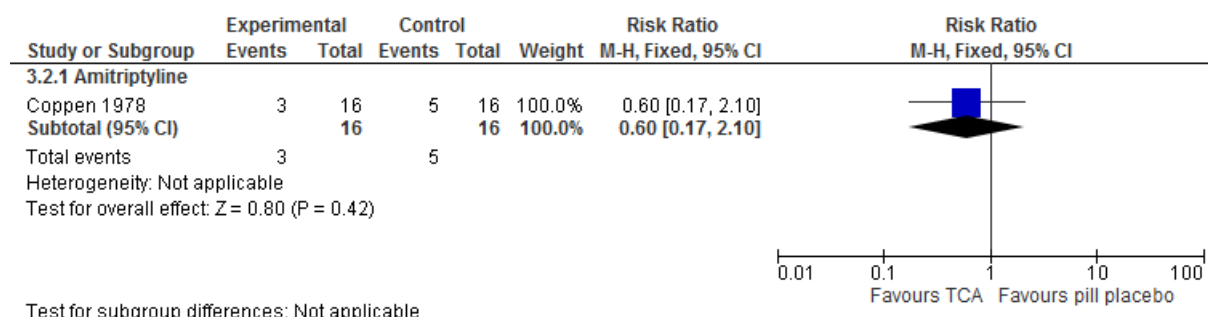 Experimental Control Risk Ratio Risk Ratio
Study or Subgroup Events Total Events Total Weight M-H, Fixed, 95% CI M-H, Fixed, 95% CI
3.2.1 Amitriptyline
Coppen 1978 3 16 5 16 100.0% 0.60 [0.17, 2.10]
Subtotal (95% CI) 16 16 100.0% 0.60 [0.17, 2.10]
Total events 3 5
Heterogeneity: Not applicable
Test for overall effect: Z = 0.80 (P = 0.42)
0.01 0.1 1 10 100
Favours TCA Favours pill placebo
Test for subgroup differences: Not applicable